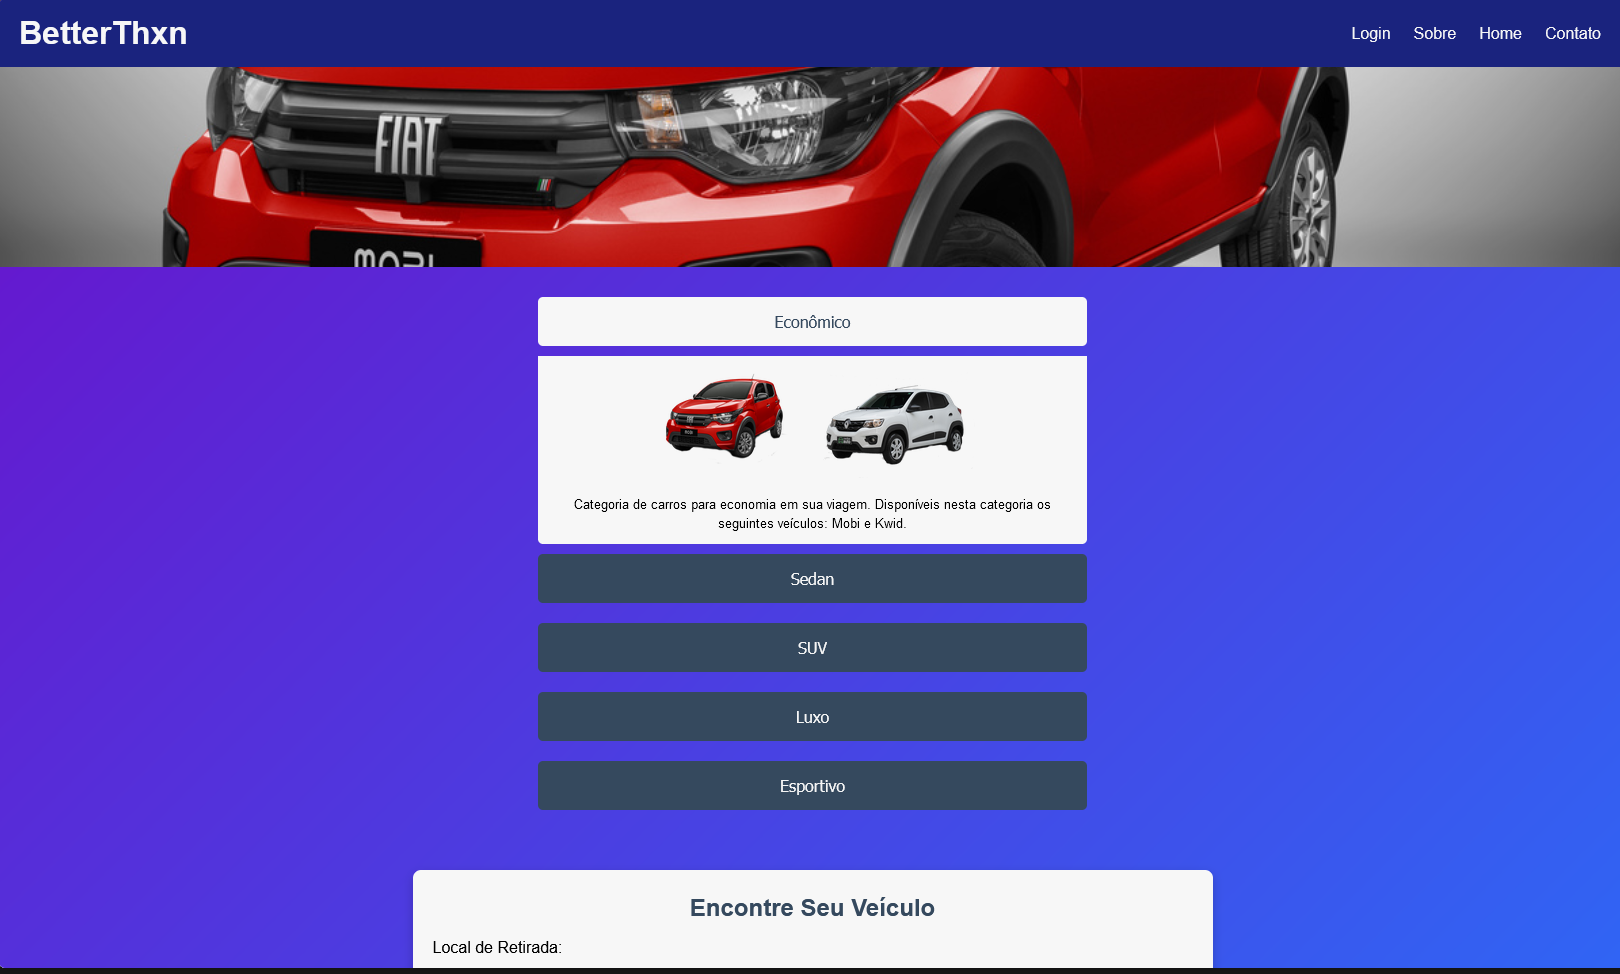 BetterThxn
Login Sobre Home Contato
FIAT
MOBI
Econômico
MOBI
Categoria de carros para economia em sua viagem. Disponíveis nesta categoria os
seguintes veículos: Mobi e Kwid.
Sedan
SUV
Luxo
Esportivo
Encontre Seu Veículo
Local de Retirada: